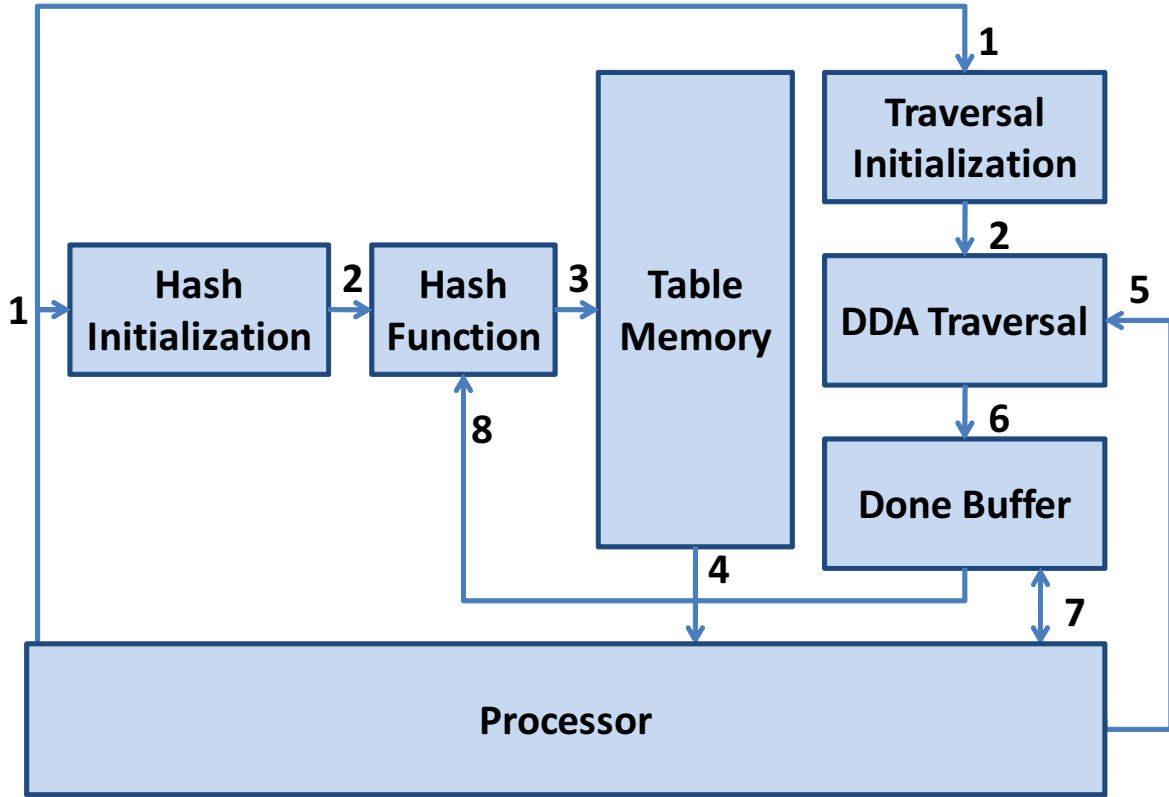 1
Traversal
Initialization
2
1
Hash
Initialization
2
Hash
Function
3
Table
Memory
DDA Traversal
5
6
8
Done Buffer
4
7
Processor